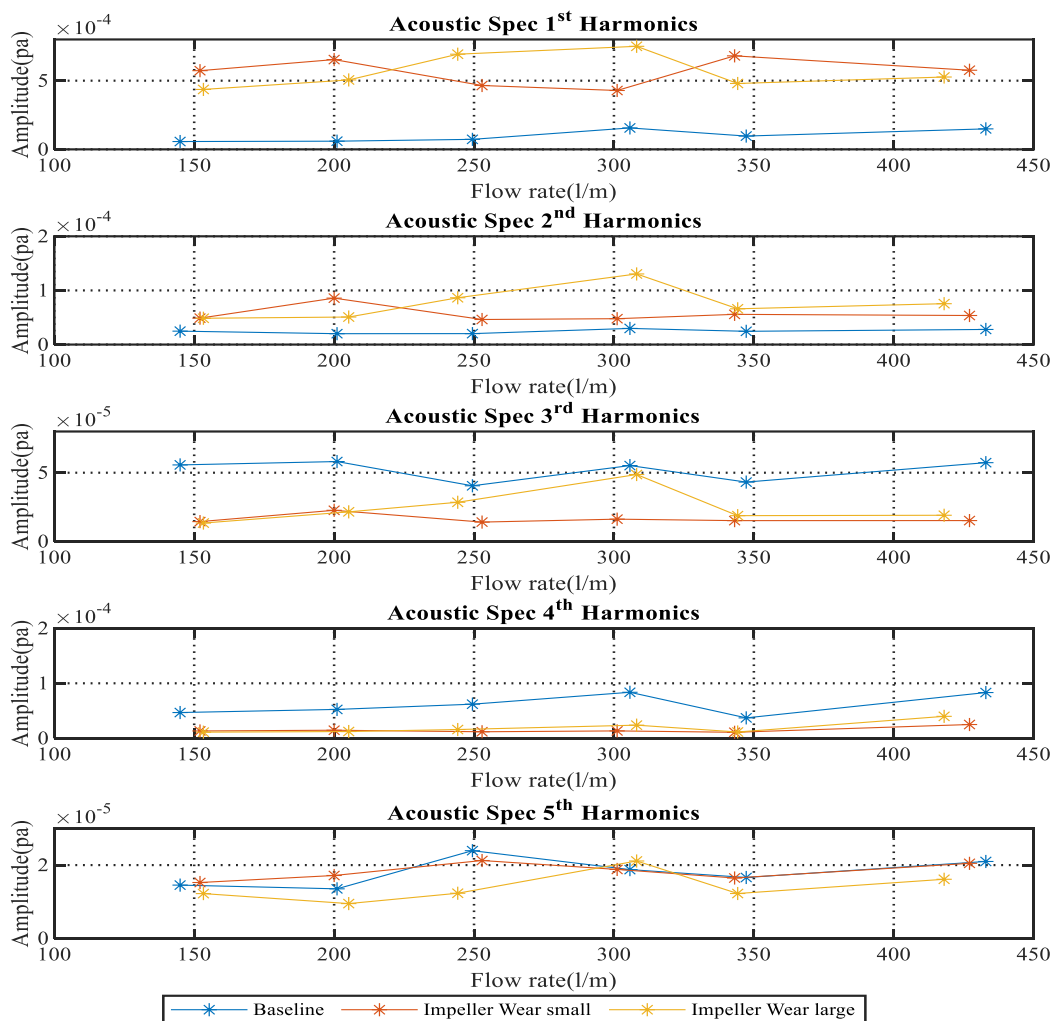 ×10⁻⁴ Acoustic Spec 1ˢᵗ Harmonics
Amplitude(pa)
5
0
100 150 200 250 300 350 400 450
Flow rate(l/m)
×10⁻⁴ Acoustic Spec 2ⁿᵈ Harmonics
Amplitude(pa)
2
1
0
100 150 200 250 300 350 400 450
Flow rate(l/m)
×10⁻⁵ Acoustic Spec 3ʳᵈ Harmonics
Amplitude(pa)
5
0
100 150 200 250 300 350 400 450
Flow rate(l/m)
×10⁻⁴ Acoustic Spec 4ᵗʰ Harmonics
Amplitude(pa)
2
1
0
100 150 200 250 300 350 400 450
Flow rate(l/m)
×10⁻⁵ Acoustic Spec 5ᵗʰ Harmonics
Amplitude(pa)
2
0
100 150 200 250 300 350 400 450
Flow rate(l/m)
Baseline Impeller Wear small Impeller Wear large